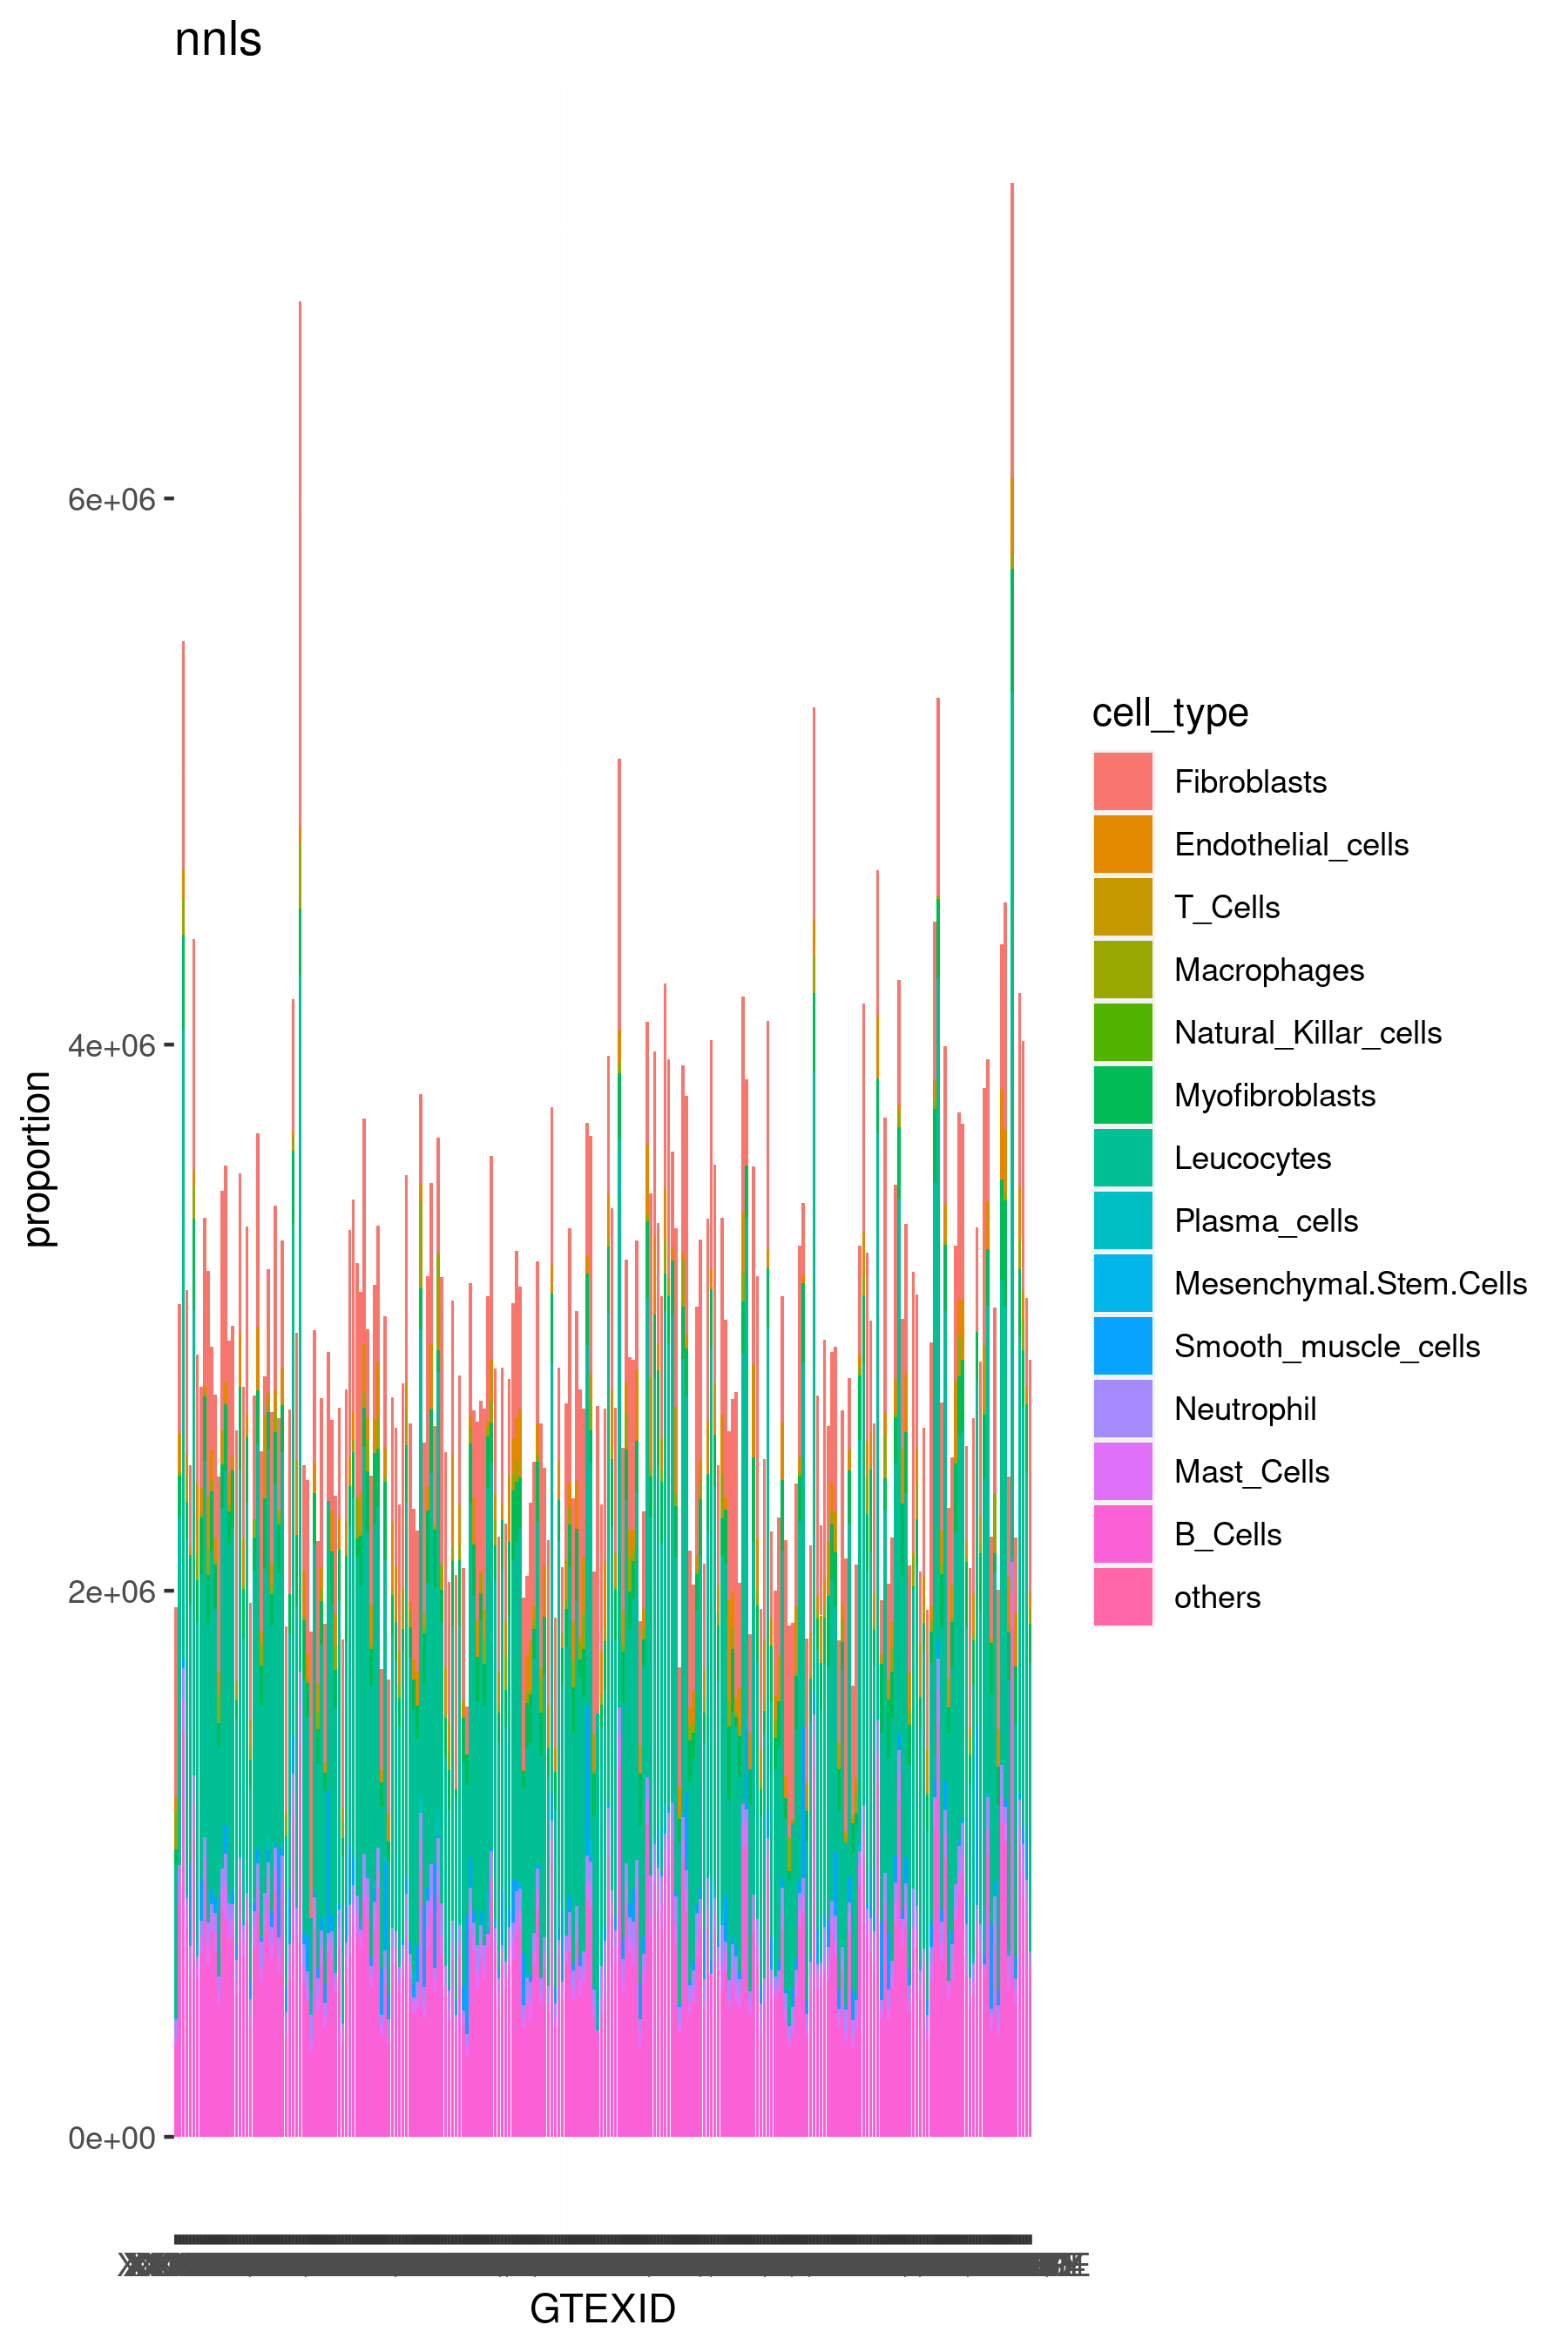 nnls
6e+06
4e+06
2e+06
0e+00
proportion
GTEXID
cell_type
Fibroblasts
Endothelial_cells
T_Cells
Macrophages
Natural_Killar_cells
Myofibroblasts
Leucocytes
Plasma_cells
Mesenchymal.Stem.Cells
Smooth_muscle_cells
Neutrophil
Mast_Cells
B_Cells
others